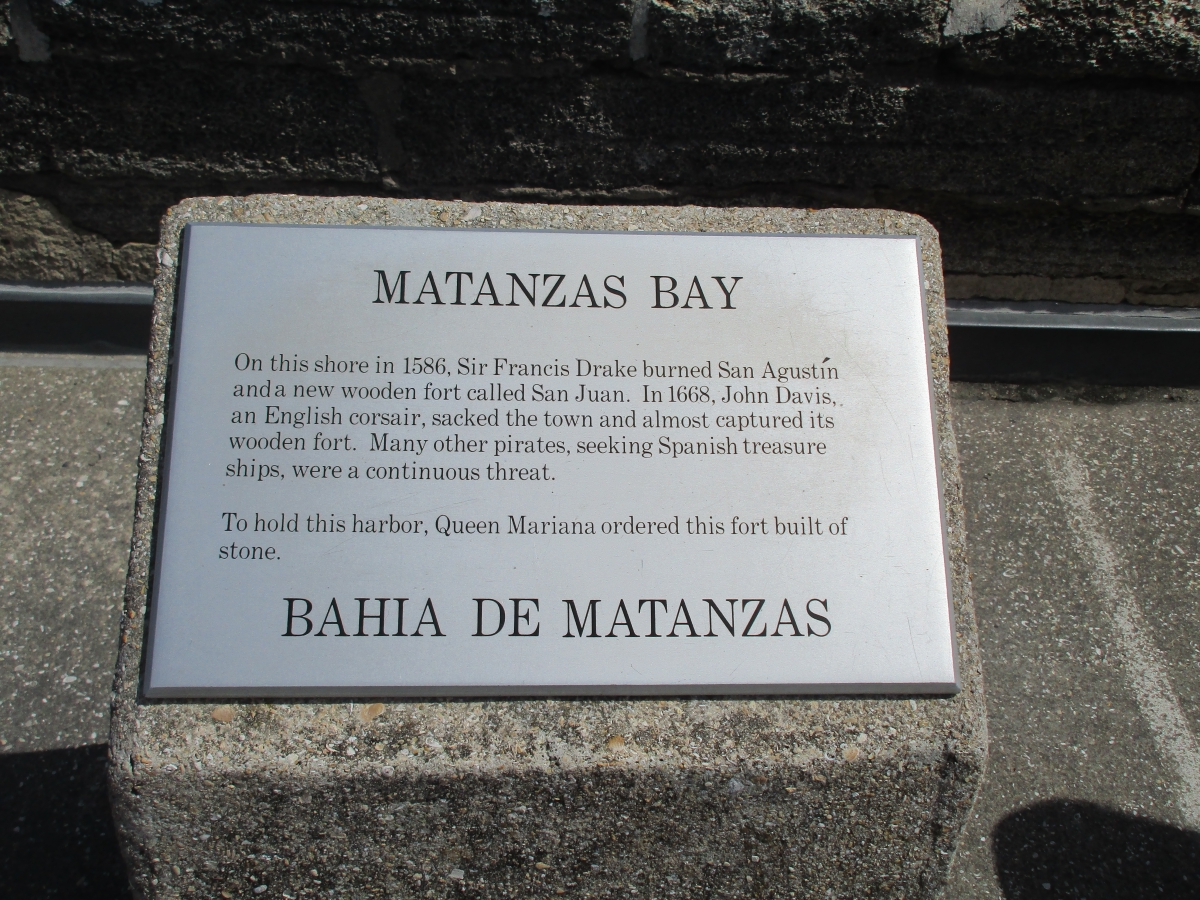 MATANZAS BAY
On this shore in 1586, Sir Francis Drake burned San Agustín
and a new wooden fort called San Juan. In 1668, John Davis,
an English corsair, sacked the town and almost captured its
wooden fort. Many other pirates, seeking Spanish treasure
ships, were a continuous threat.
To hold this harbor, Queen Mariana ordered this fort built of
stone.
BAHIA DE MATANZAS